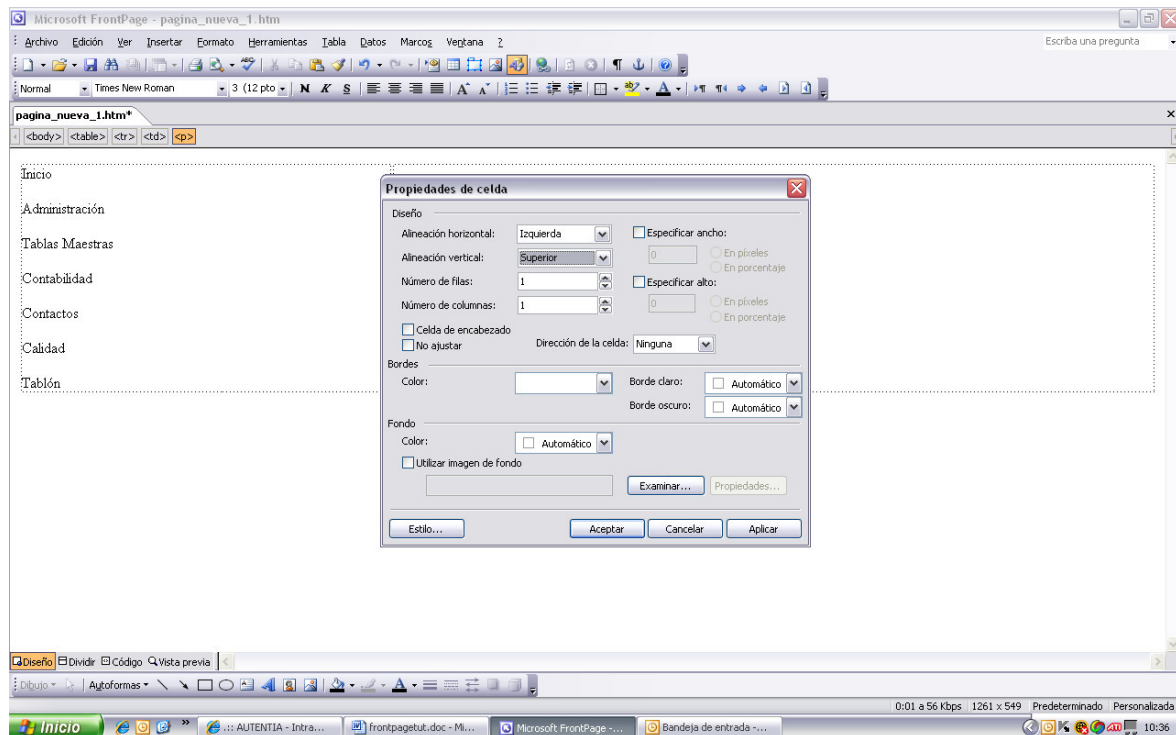 Microsoft FrontPage - pagina_nueva_1.htm
Archivo Edición Ver Insertar Formato Herramientas Tabla Datos Marcos Ventana ? Escriba una pregunta
Normal Times New Roman 3 (12 pto N K S
pagina_nueva_1.htm*
<body> <table> <tr> <td> <p>
Inicio
Administración
Tablas Maestras
Contabilidad
Contactos
Calidad
Tablón
Propiedades de celda
Diseño
Alineación horizontal: Izquierda Especificar ancho:
Alineación vertical: Superior 0 En píxeles
En porcentaje
Número de filas: 1 Especificar alto:
Número de columnas: 1 0 En píxeles
En porcentaje
Celda de encabezado
No ajustar Dirección de la celda: Ninguna
Bordes
Color: Borde claro: Automático
Borde oscuro: Automático
Fondo
Color: Automático
Utilizar imagen de fondo
Examinar... Propiedades...
Estilo... Aceptar Cancelar Aplicar
Diseño Dividir Código Vista previa
Dibujo Autoformas
0:01 a 56 Kbps 1261 x 549 Predeterminado Personalizada
Inicio .:: AUTENTIA - Intra... frontpagetut.doc - Mi... Microsoft FrontPage -... Bandeja de entrada -... 10:36